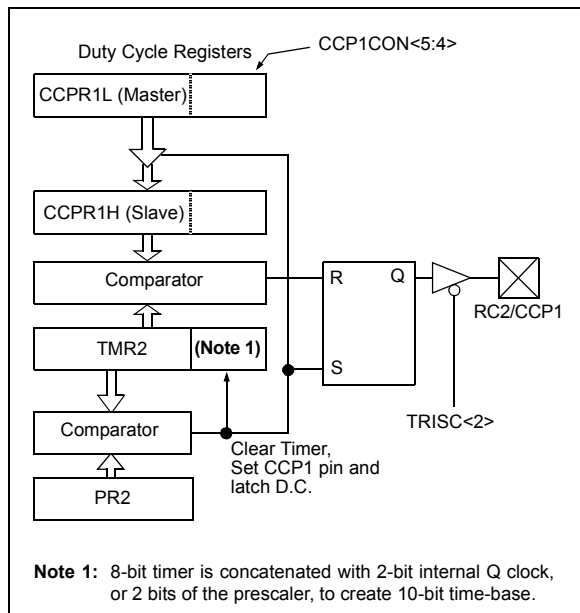 Duty Cycle Registers
CCP1CON<5:4>
CCPR1L (Master)
CCPR1H (Slave)
Comparator
R
Q
RC2/CCP1
TMR2
(Note 1)
S
TRISC<2>
Comparator
Clear Timer,
Set CCP1 pin and
latch D.C.
PR2
Note 1: 8-bit timer is concatenated with 2-bit internal Q clock,
or 2 bits of the prescaler, to create 10-bit time-base.